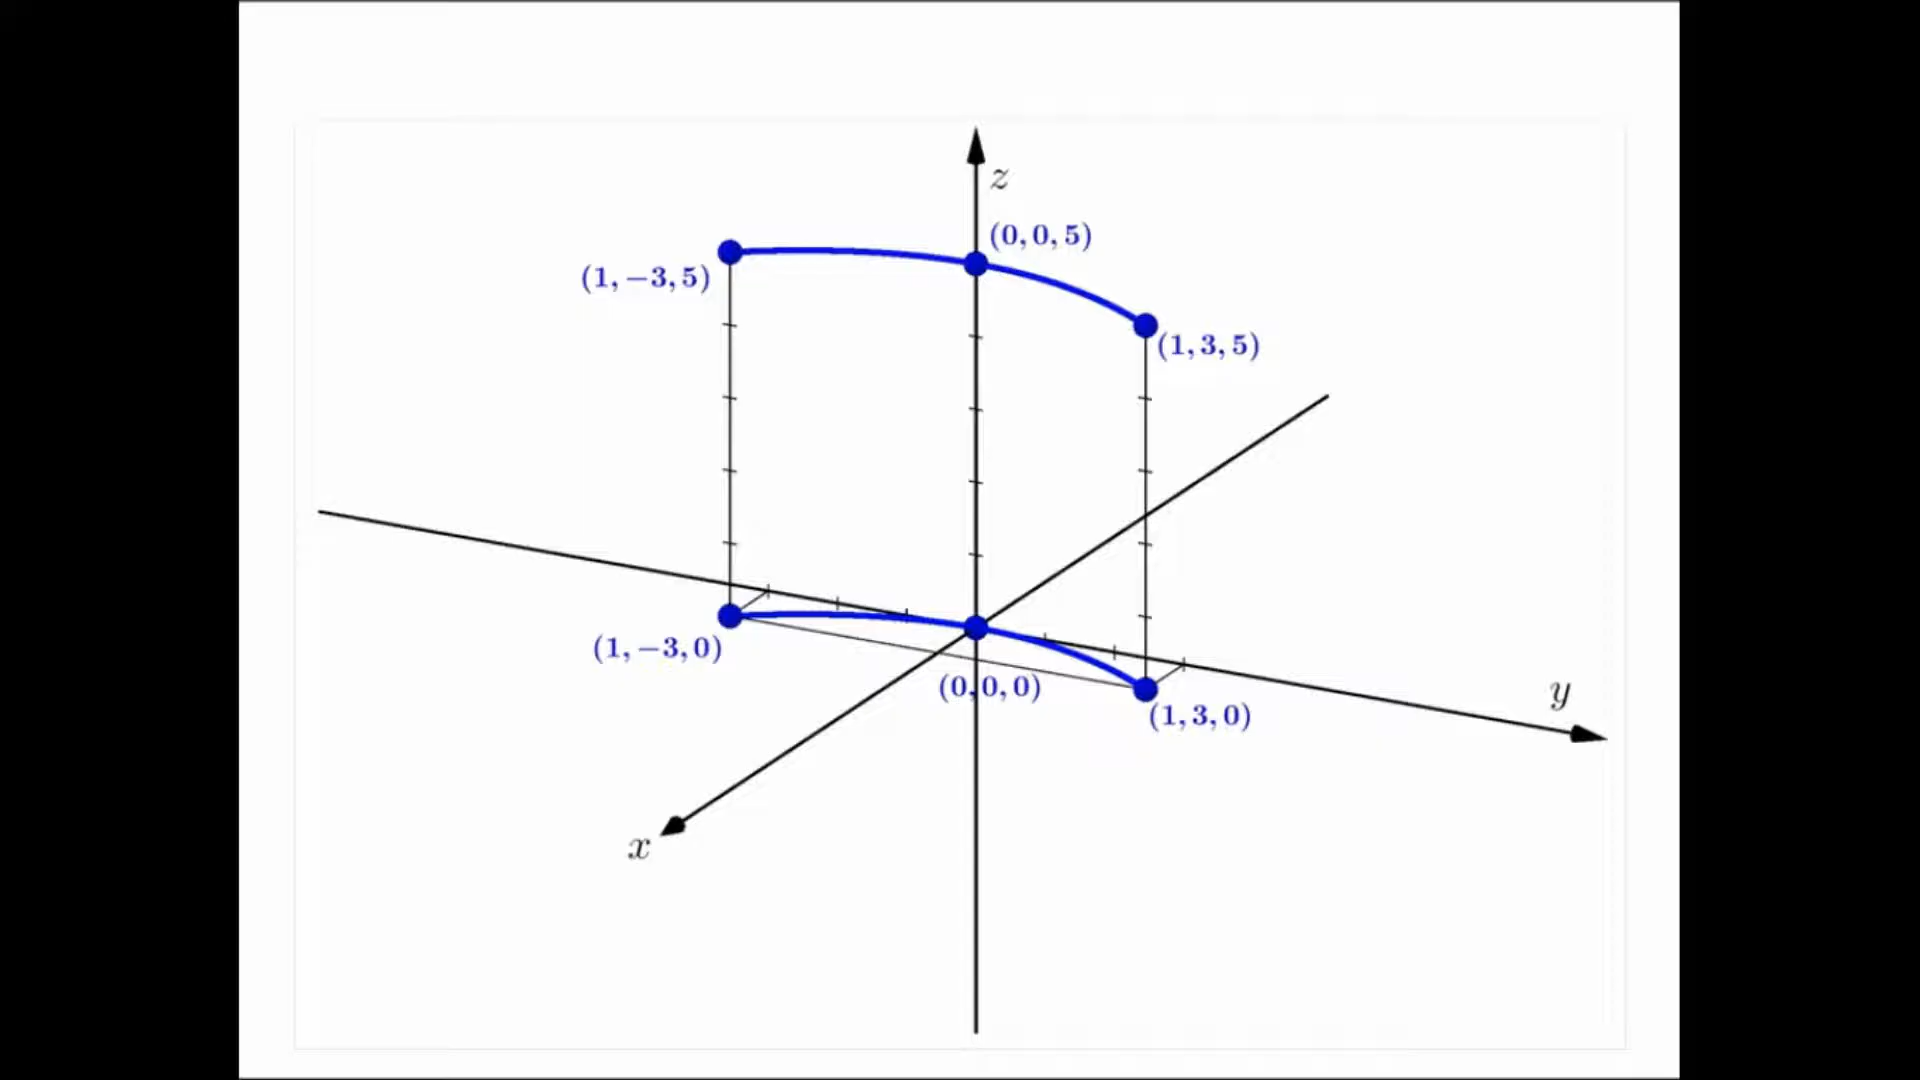 z
(0, 0, 5)
(1, −3, 5)
(1, 3, 5)
(1, −3, 0)
(0, 0, 0)
y
(1, 3, 0)
x